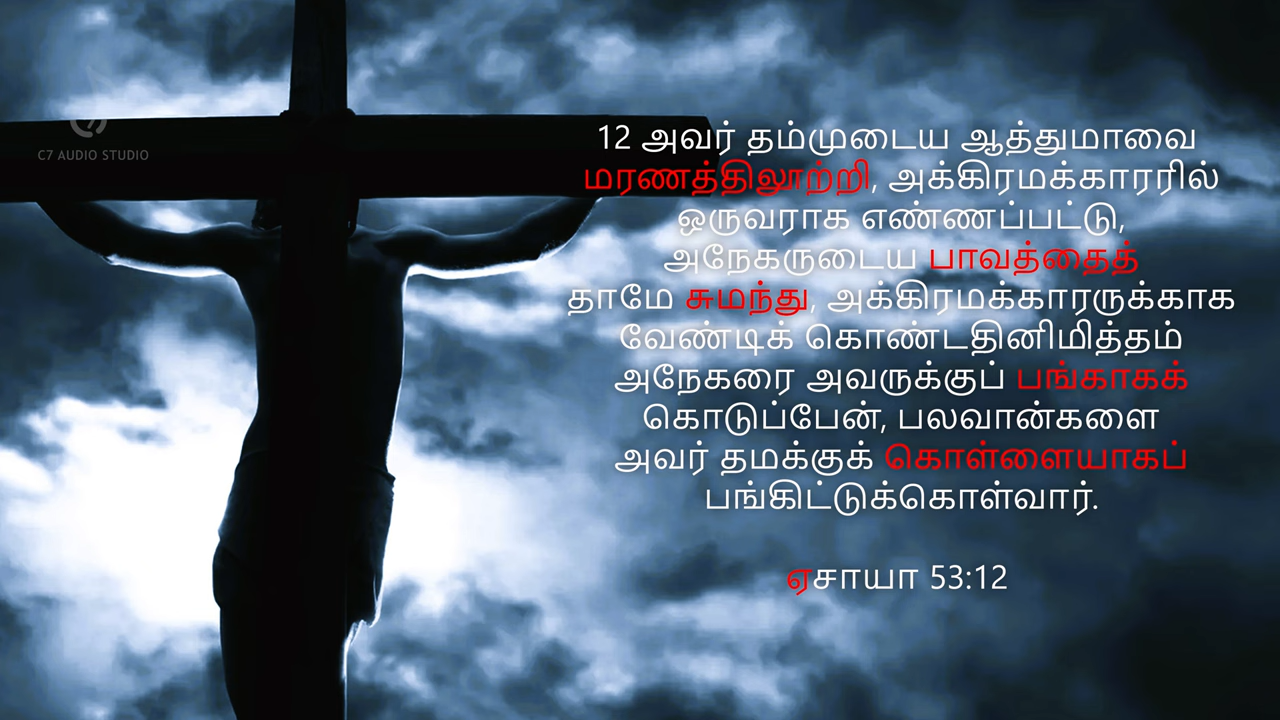 C7 AUDIO STUDIO
12 அவர் தம்முடைய ஆத்துமாவை
மரணத்திலூற்றி, அக்கிரமக்காரரில்
ஒருவராக எண்ணப்பட்டு,
அநேகருடைய பாவத்தைத்
தாமே சுமந்து, அக்கிரமக்காரருக்காக
வேண்டிக் கொண்டதினிமித்தம்
அநேகரை அவருக்குப் பங்காகக்
கொடுப்பேன், பலவான்களை
அவர் தமக்குக் கொள்ளையாகப்
பங்கிட்டுக்கொள்வார்.
ஏசாயா 53:12